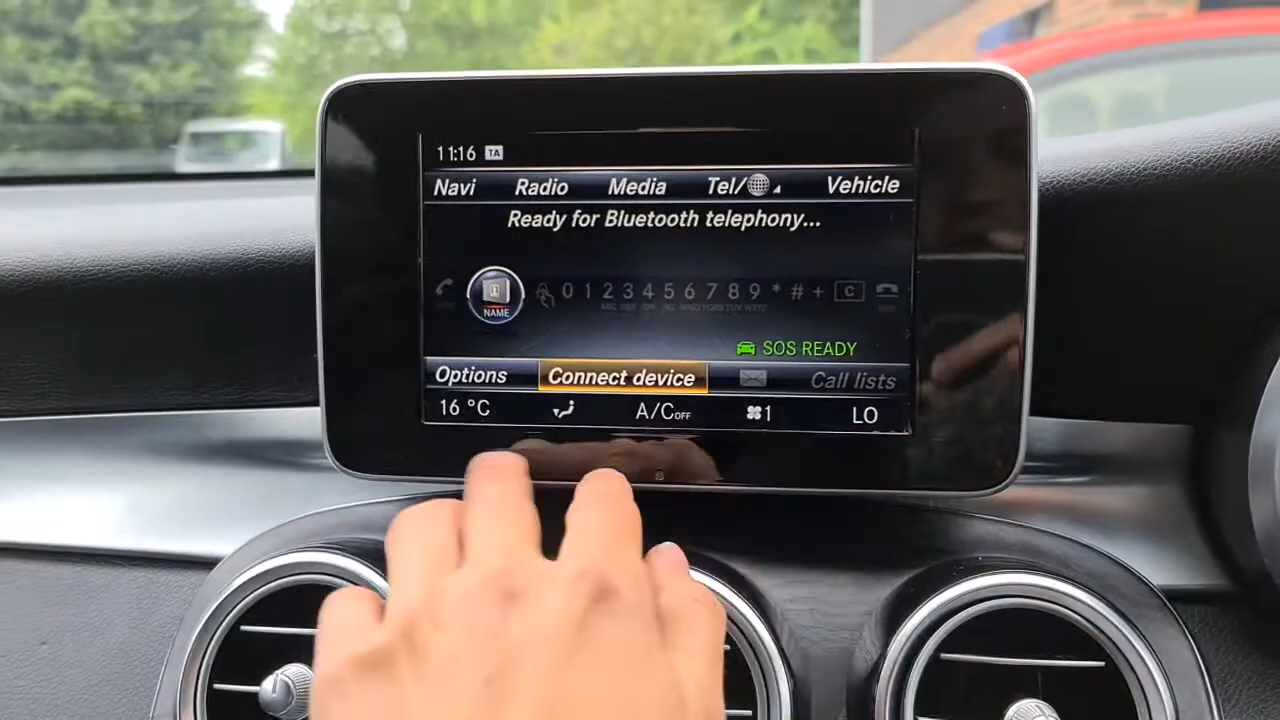 11:16 TA
Navi Radio Media Tel/ Vehicle
Ready for Bluetooth telephony...
NAME 0 1 2 3 4 5 6 7 8 9 * # + C
SOS READY
Options Connect device Call lists
16 °C A/C OFF 1 LO